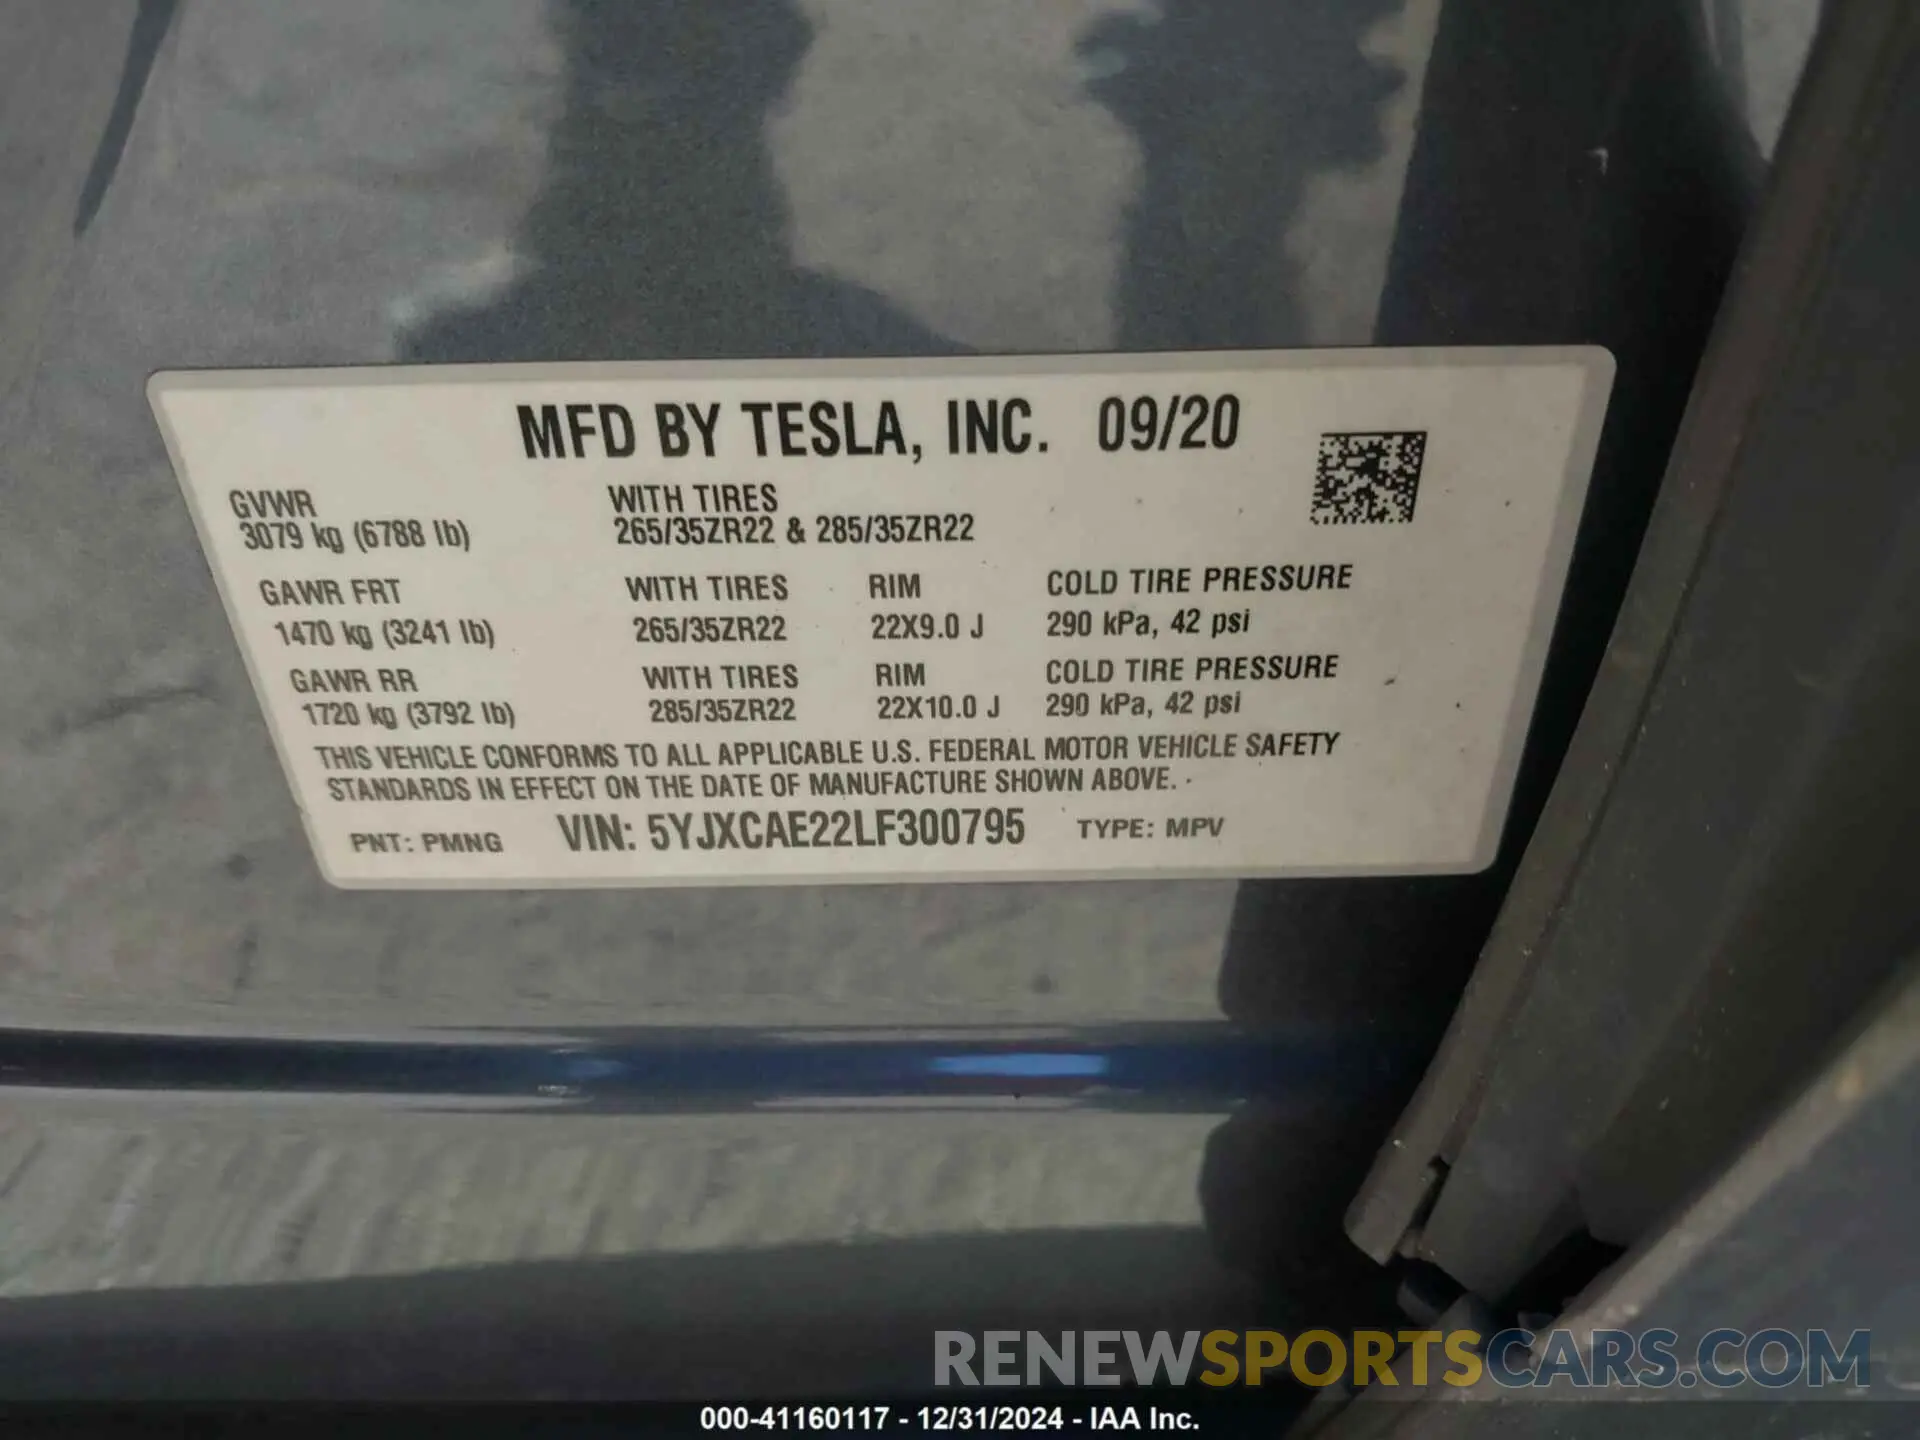 MFD BY TESLA, INC. 09/20
GVWR WITH TIRES
3079 kg (6788 lb) 265/35ZR22 & 285/35ZR22
GAWR FRT WITH TIRES RIM COLD TIRE PRESSURE
1470 kg (3241 lb) 265/35ZR22 22X9.0 J 290 kPa, 42 psi
GAWR RR WITH TIRES RIM COLD TIRE PRESSURE
1720 kg (3792 lb) 285/35ZR22 22X10.0 J 290 kPa, 42 psi
THIS VEHICLE CONFORMS TO ALL APPLICABLE U.S. FEDERAL MOTOR VEHICLE SAFETY
STANDARDS IN EFFECT ON THE DATE OF MANUFACTURE SHOWN ABOVE.
PNT: PMNG VIN: 5YJXCAE22LF300795 TYPE: MPV
RENEWSPORTSCARS.COM
000-41160117 - 12/31/2024 - IAA Inc.